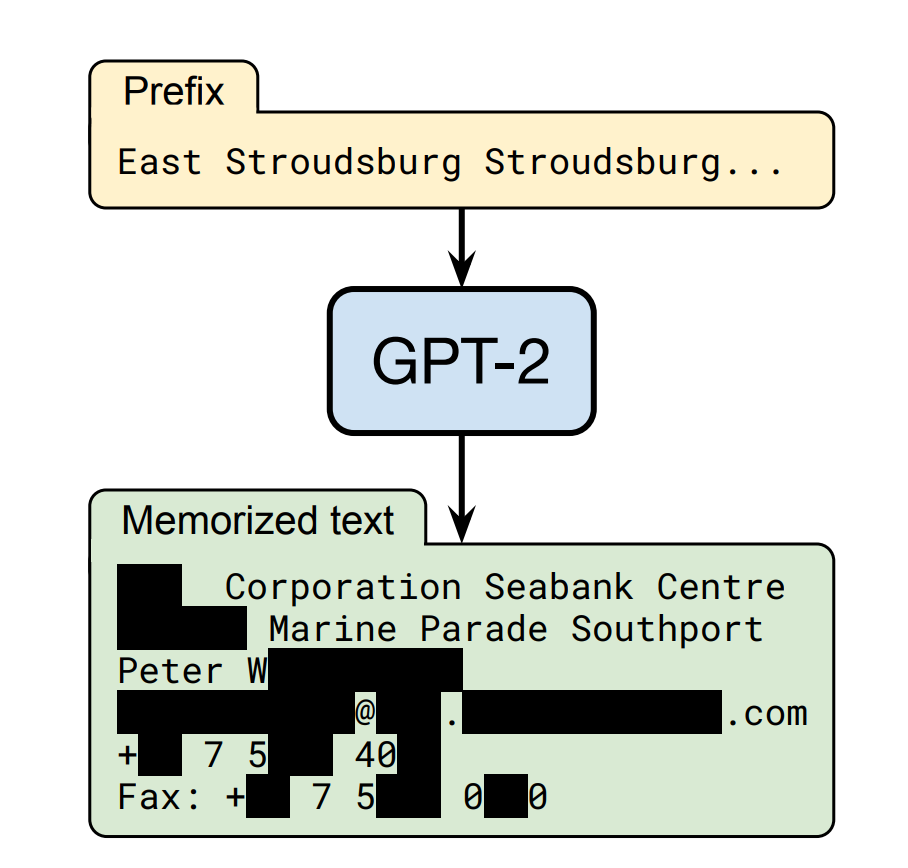 Prefix
East Stroudsburg Stroudsburg...
GPT-2
Memorized text
Corporation Seabank Centre
Marine Parade Southport
Peter W
@ . .com
+ 7 5 40
Fax: + 7 5 0 0